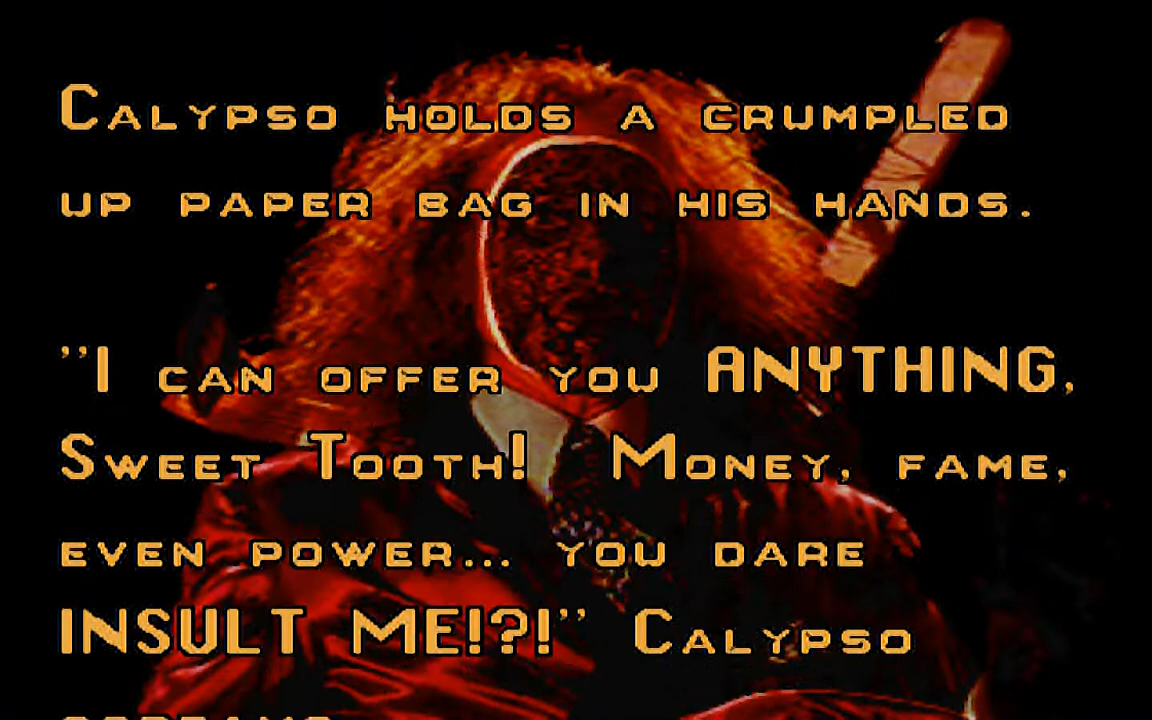 Calypso holds a crumpled
up paper bag in his hands.
"I can offer you ANYTHING,
Sweet Tooth! Money, fame,
even power... you dare
INSULT ME!?!" Calypso